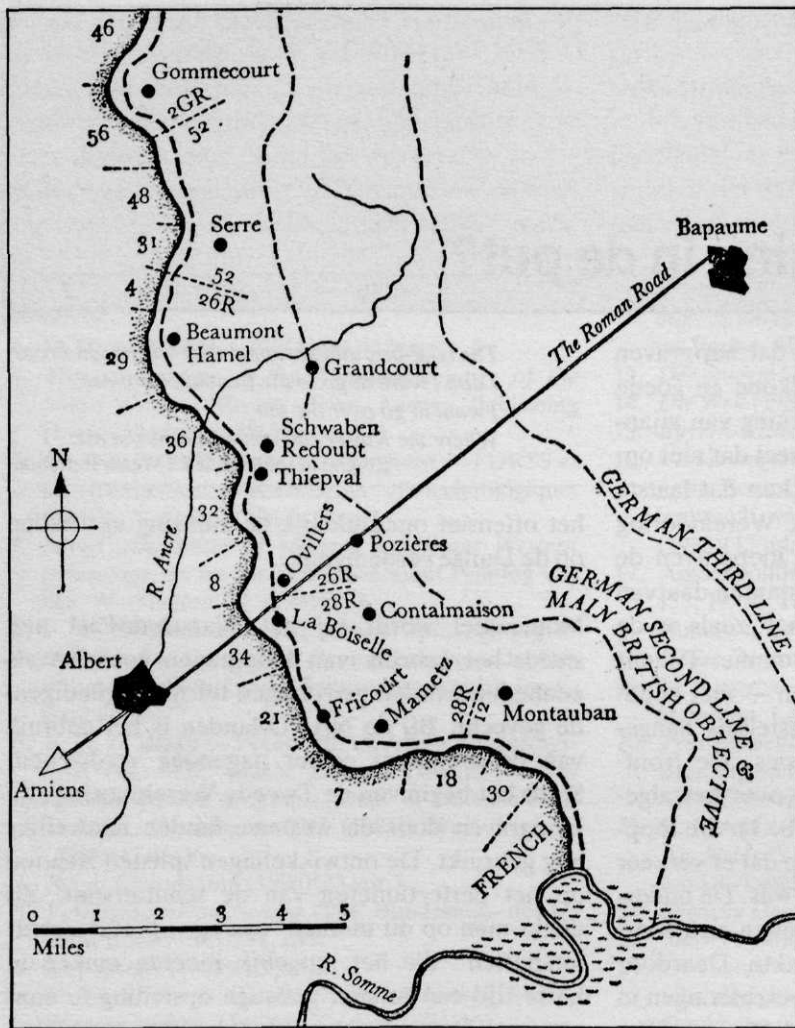 46
Gommecourt
2GR
56
52
48
Serre
Bapaume
31
52
4
26R
The Roman Road
Beaumont
Hamel
29
Grandcourt
36
Schwaben
Redoubt
N
Thiepval
GERMAN THIRD LINE
32
R. Ancre
Ovillers
Pozières
8
26R
28R
GERMAN SECOND LINE &
MAIN BRITISH OBJECTIVE
La Boiselle
Contalmaison
Albert
34
Fricourt
Mametz
28R
12
Montauban
21
Amiens
7
18
30
FRENCH
0 1 2 3 4 5
Miles
R. Somme